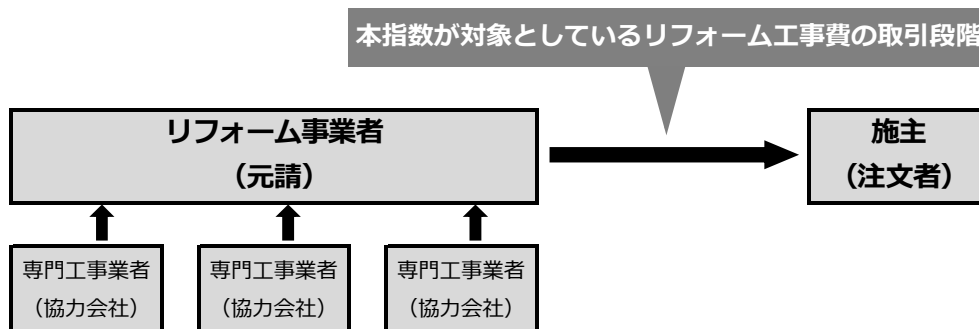 本指数が対象としているリフォーム工事費の取引段階
リフォーム事業者
（元請）
施主
（注文者）
専門工事業者
（協力会社）
専門工事業者
（協力会社）
専門工事業者
（協力会社）